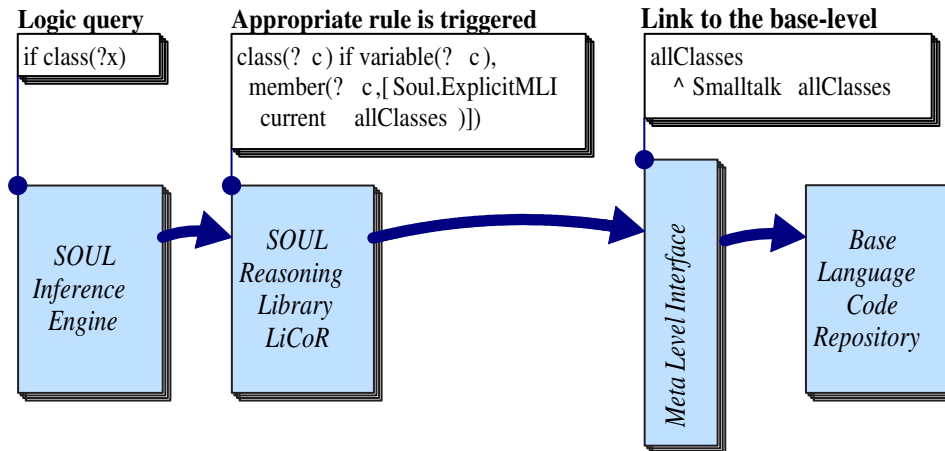 Logic query
if class(?x)
Appropriate rule is triggered
class(? c) if variable(? c),
member(? c,[ Soul.ExplicitMLI
current allClasses )])
Link to the base-level
allClasses
^ Smalltalk allClasses
SOUL
Inference
Engine
SOUL
Reasoning
Library
LiCoR
Meta Level Interface
Base
Language
Code
Repository